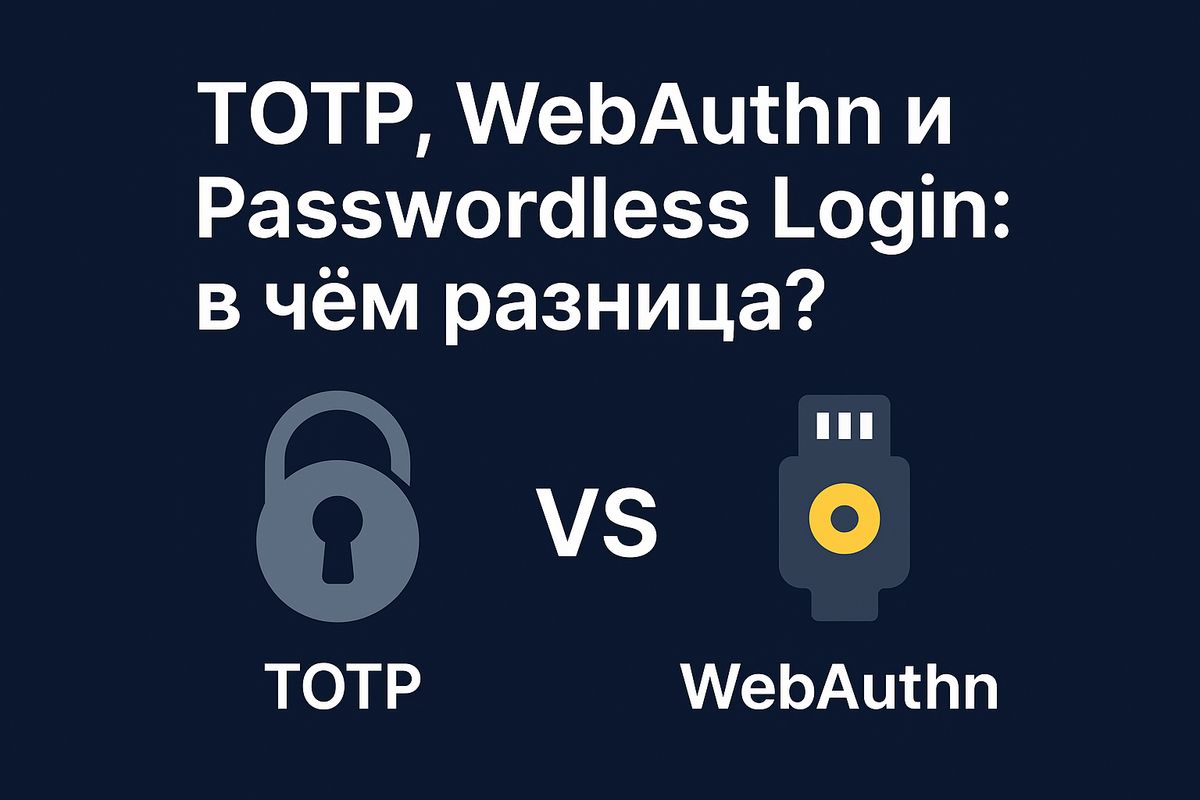 TOTP, WebAuthn и
Passwordless Login:
в чём разница?
VS
TOTP
WebAuthn